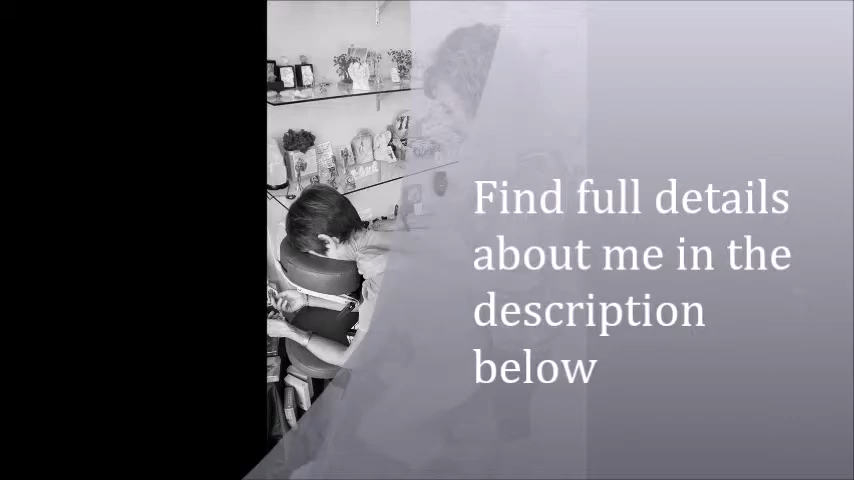 Find full details
about me in the
description
below